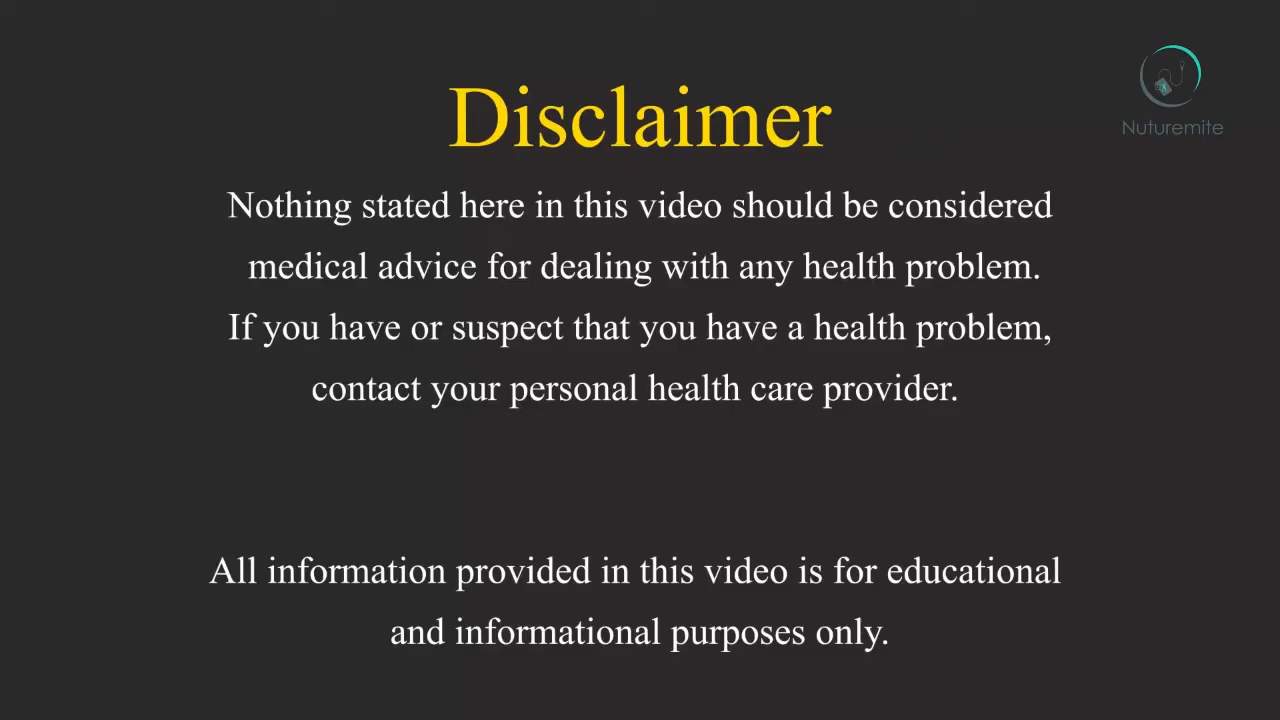 Disclaimer
Nuturemite
Nothing stated here in this video should be considered
medical advice for dealing with any health problem.
If you have or suspect that you have a health problem,
contact your personal health care provider.
All information provided in this video is for educational
and informational purposes only.